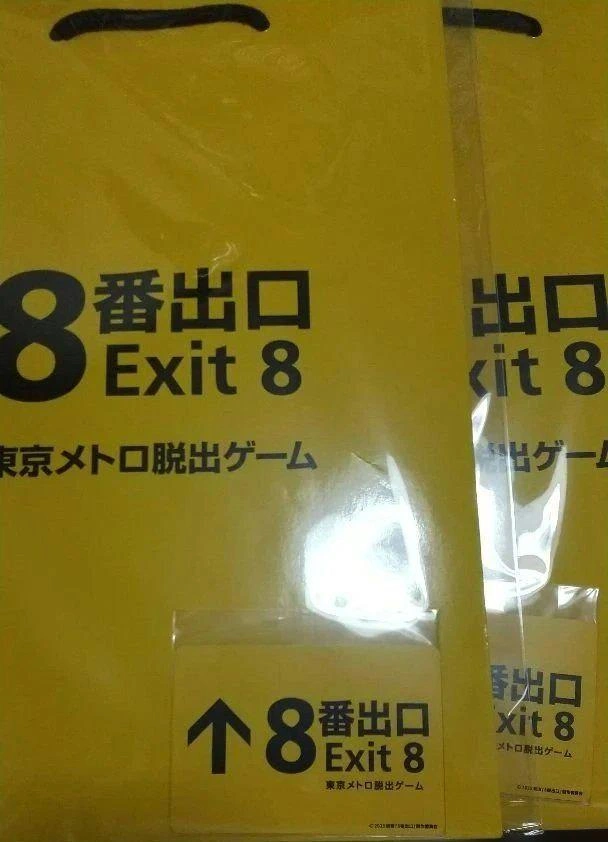 8番出口
Exit 8
東京メトロ脱出ゲーム
出口
xit 8
出ゲーム
↑8番出口
Exit 8
東京メトロ脱出ゲーム
番出口
xit 8
メトロ脱出ゲーム